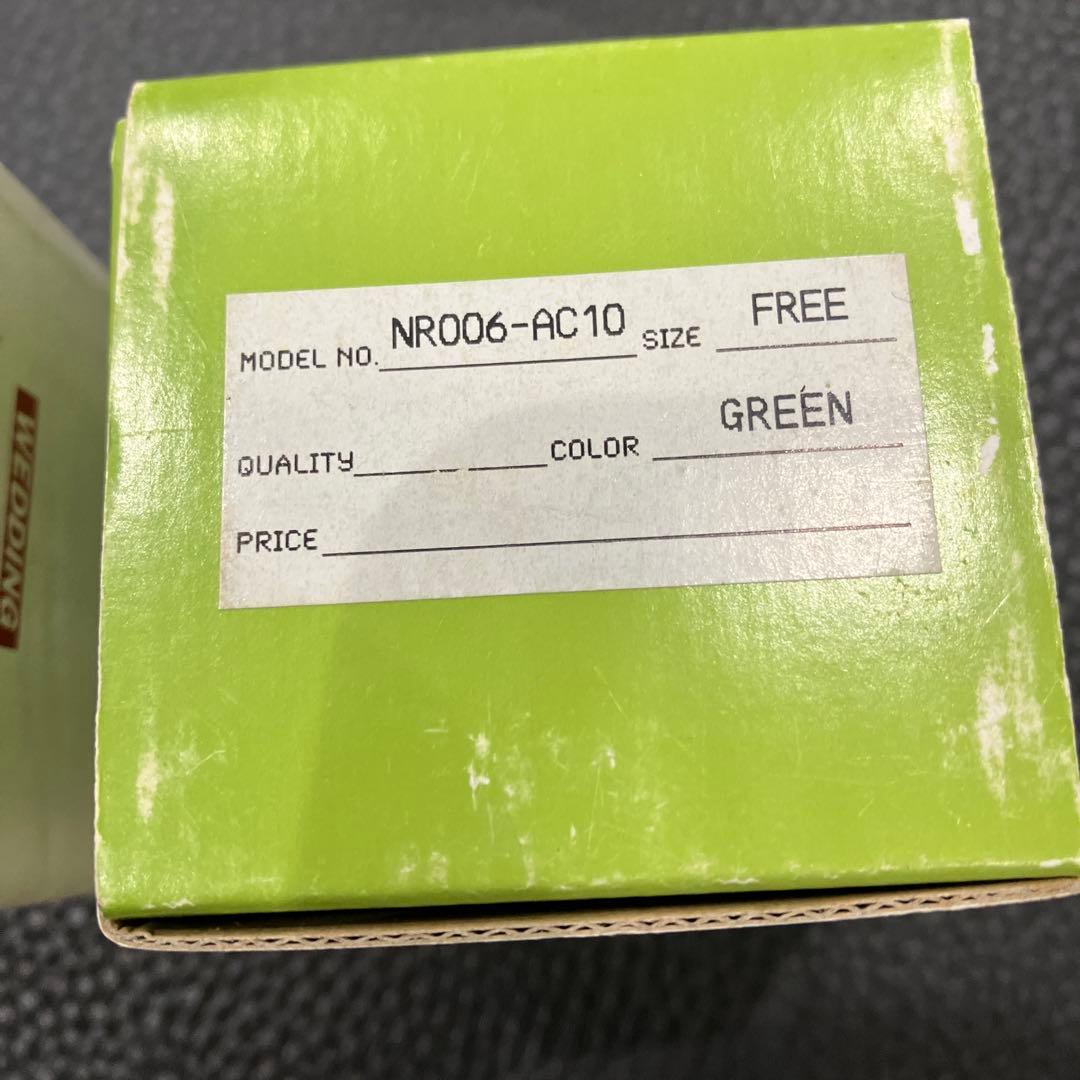 MODEL NO. NR006-AC10 SIZE FREE
QUALITY COLOR GREEN
PRICE
WEDDING